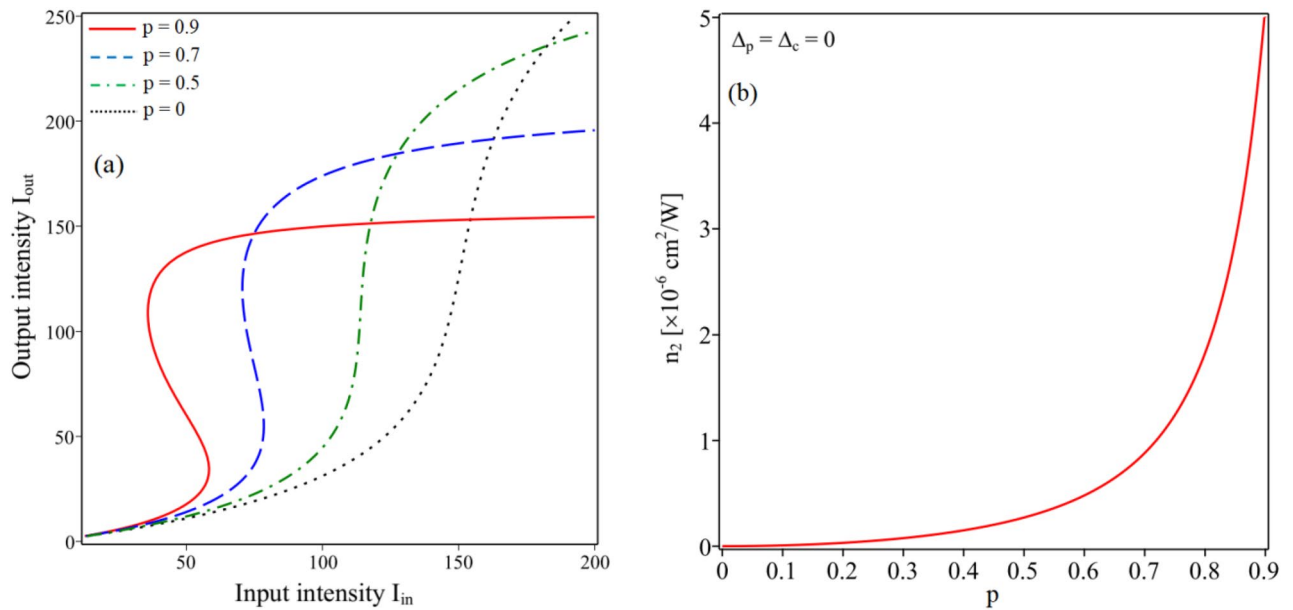 250
200
150
100
50
0
p = 0.9
p = 0.7
p = 0.5
p = 0
(a)
Output intensity I_out
50
100
150
200
Input intensity I_in
5
4
3
2
1
0
Δ_p = Δ_c = 0
(b)
n_2 [×10^-6 cm^2/W]
0
0.1
0.2
0.3
0.4
0.5
0.6
0.7
0.8
0.9
p